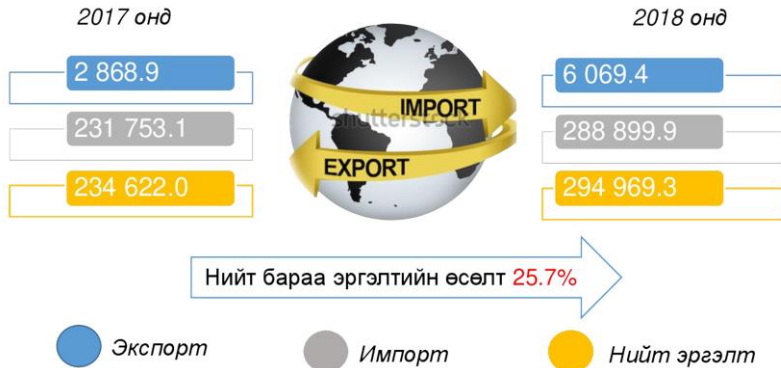 2017 онд
2018 онд
2 868.9
6 069.4
231 753.1
288 899.9
234 622.0
294 969.3
IMPORT
shutterstock
EXPORT
Нийт бараа эргэлтийн өсөлт 25.7%
Экспорт
Импорт
Нийт эргэлт